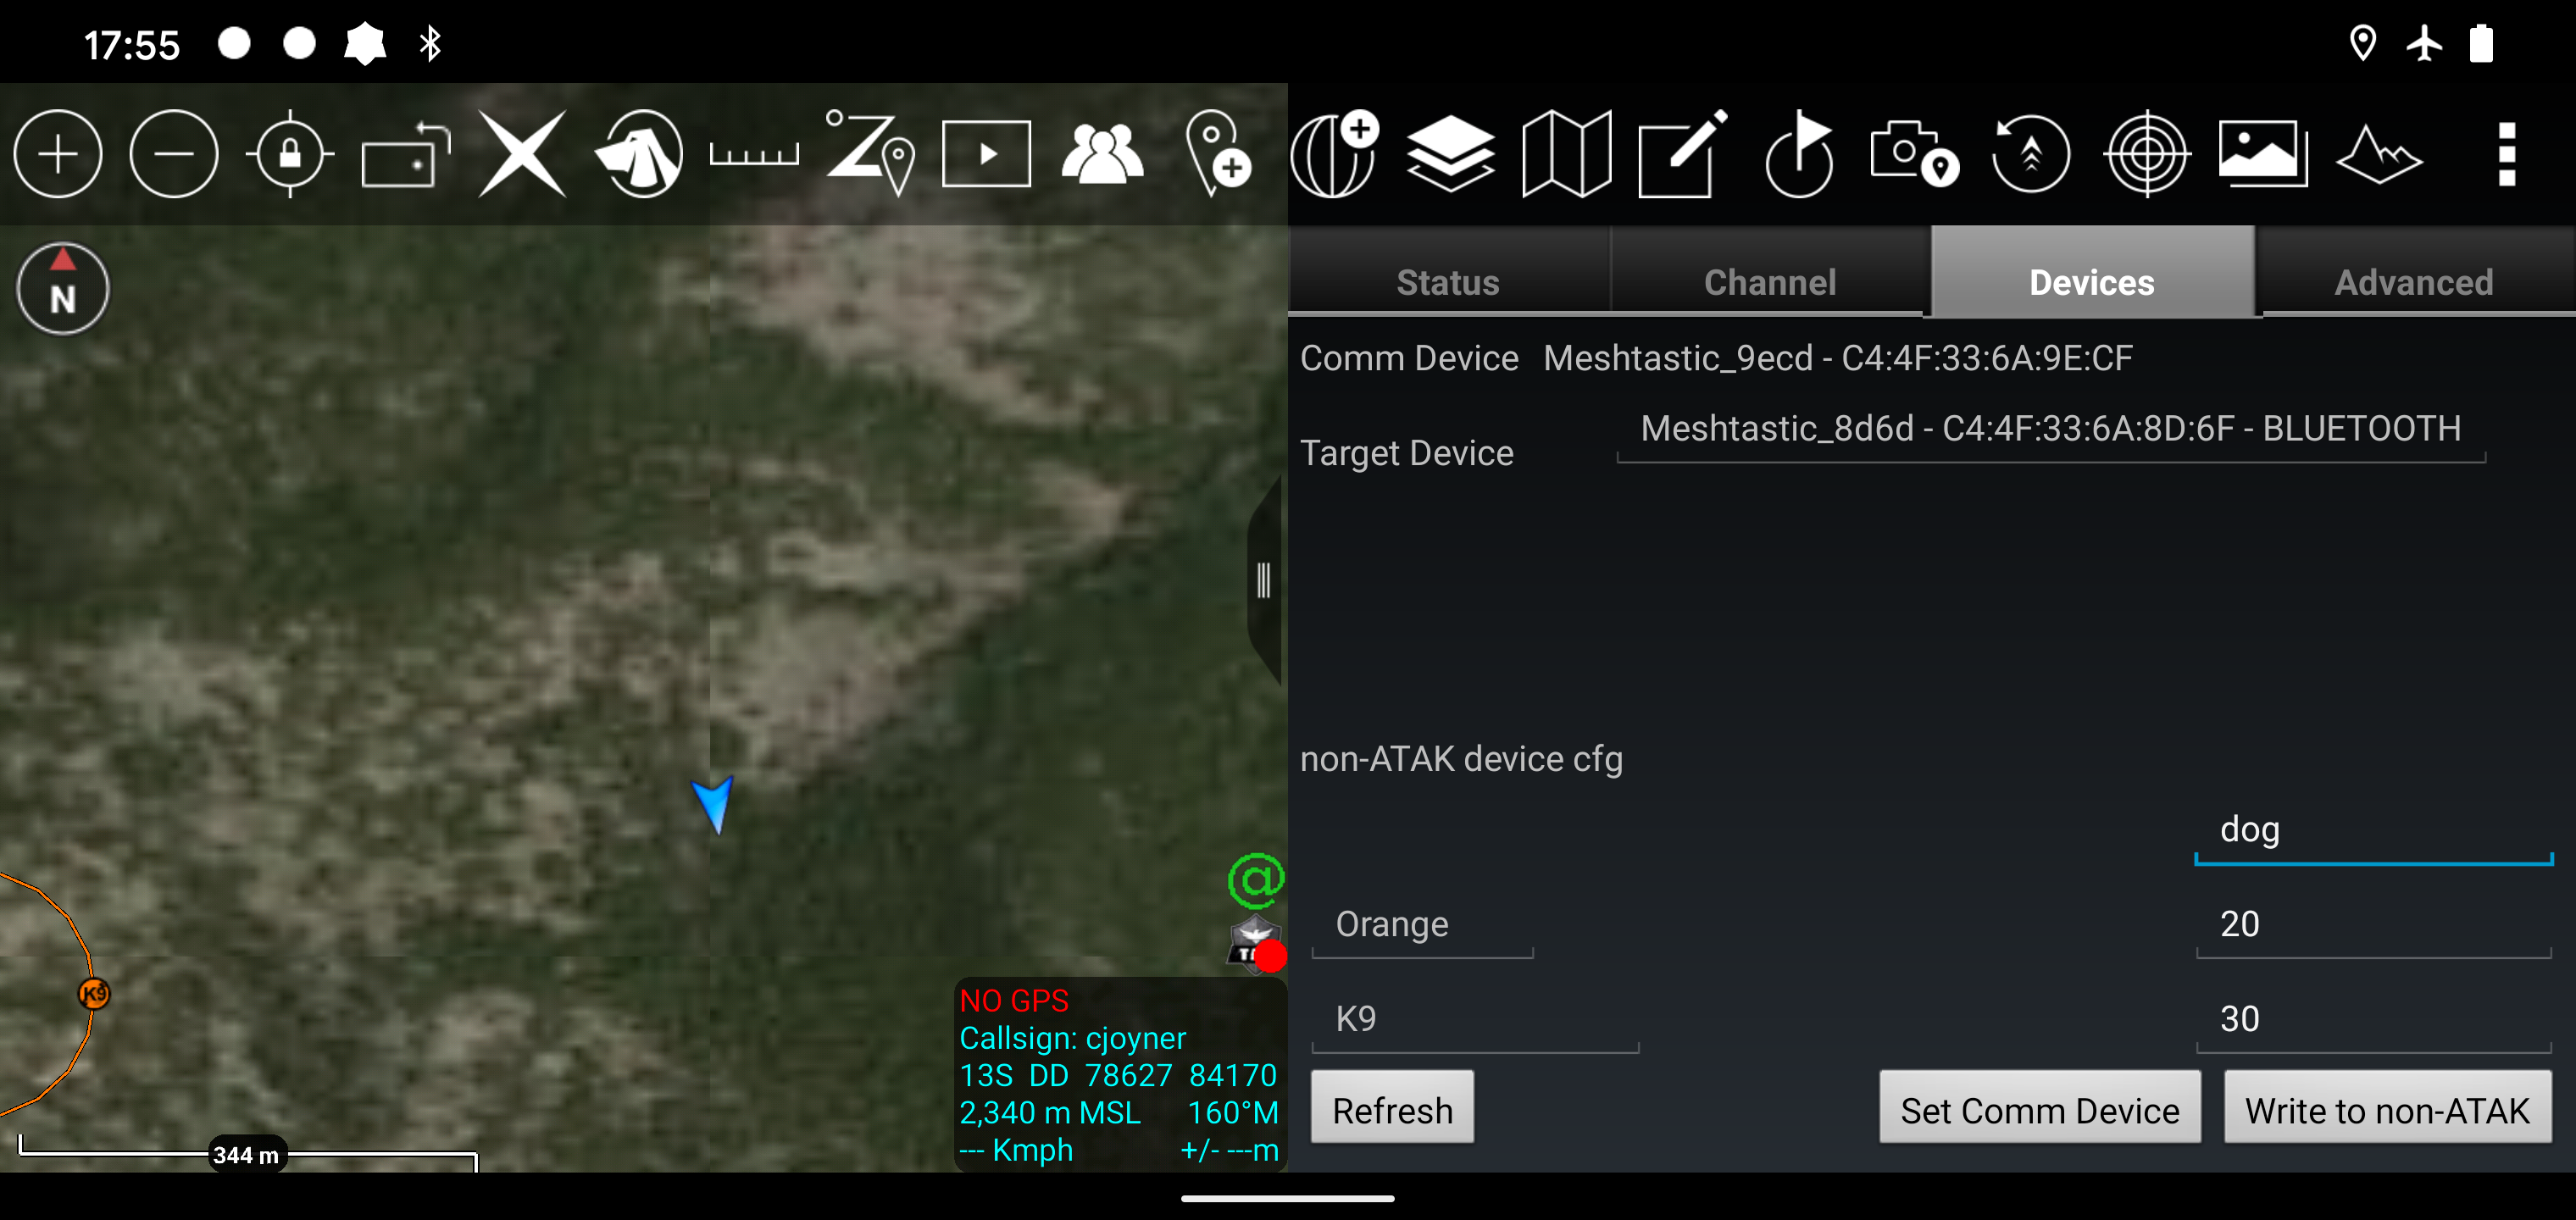 17:55
N
K9
344 m
NO GPS
Callsign: cjoyner
13S DD 78627 84170
2,340 m MSL 160°M
--- Kmph +/- ---m
Status Channel Devices Advanced
Comm Device Meshtastic_9ecd - C4:4F:33:6A:9E:CF
Target Device Meshtastic_8d6d - C4:4F:33:6A:8D:6F - BLUETOOTH
non-ATAK device cfg
dog
Orange 20
K9 30
Refresh Set Comm Device Write to non-ATAK